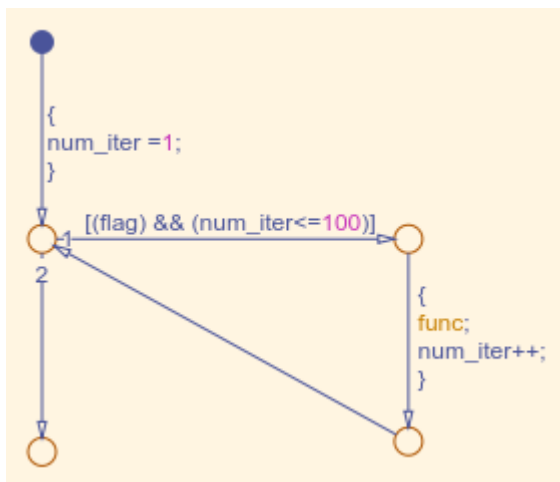 {
num_iter =1;
}
[(flag) && (num_iter<=100)]
1
2
{
func;
num_iter++;
}